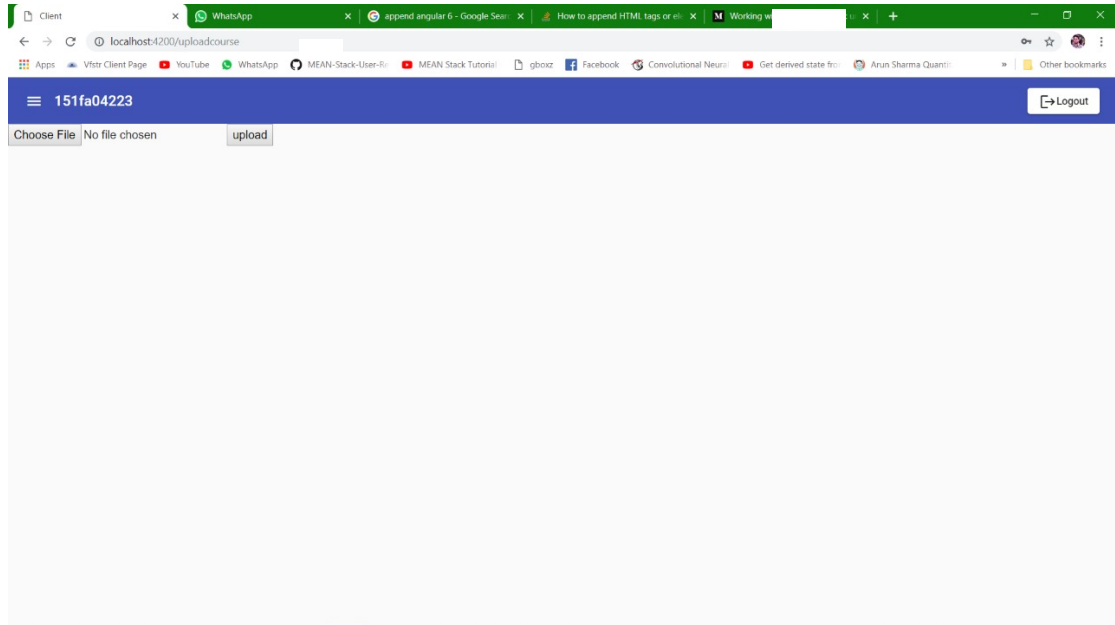 Client WhatsApp append angular 6 - Google Sear How to append HTML tags or ele Working w
localhost:4200/uploadcourse
Apps Vfstr Client Page YouTube WhatsApp MEAN-Stack-User-Re MEAN Stack Tutorial gboxz Facebook Convolutional Neural Get derived state fro Arun Sharma Quantit » Other bookmarks
151fa04223 Logout
Choose File No file chosen upload